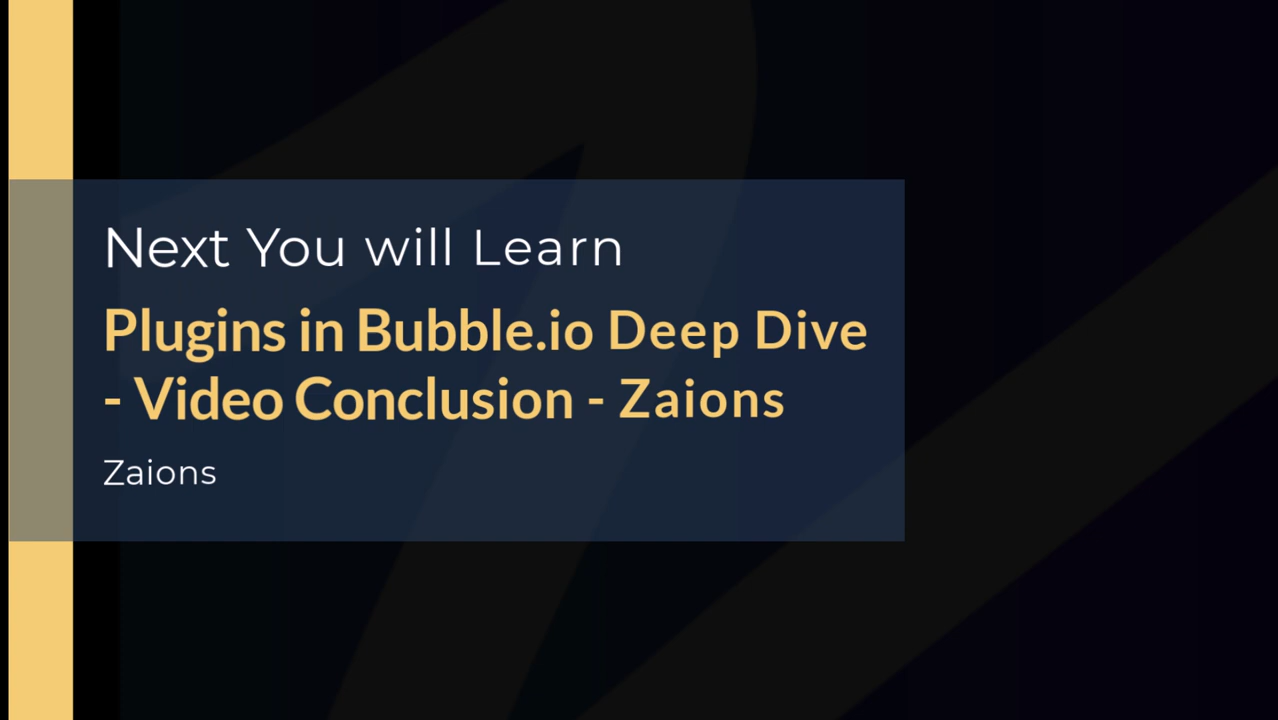 Next You will Learn
Plugins in Bubble.io Deep Dive
- Video Conclusion - Zaions
Zaions